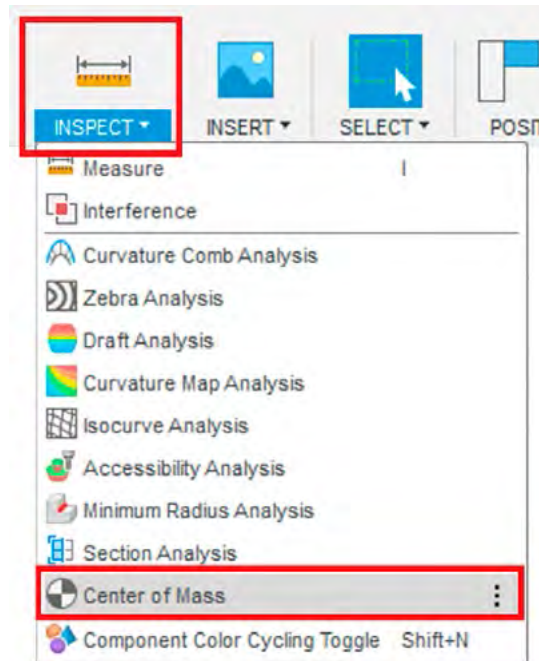 INSPECT INSERT SELECT
Measure I
Interference
Curvature Comb Analysis
Zebra Analysis
Draft Analysis
Curvature Map Analysis
Isocurve Analysis
Accessibility Analysis
Minimum Radius Analysis
Section Analysis
Center of Mass
Component Color Cycling Toggle Shift+N